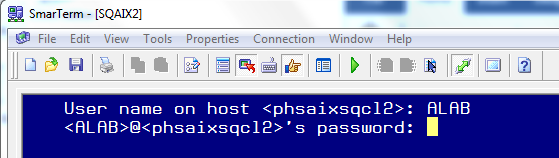 SmarTerm - [SQAIX2]
File Edit View Tools Properties Connection Window Help
User name on host <phsaixsqcl2>: ALAB
<ALAB>@<phsaixsqcl2>'s password: